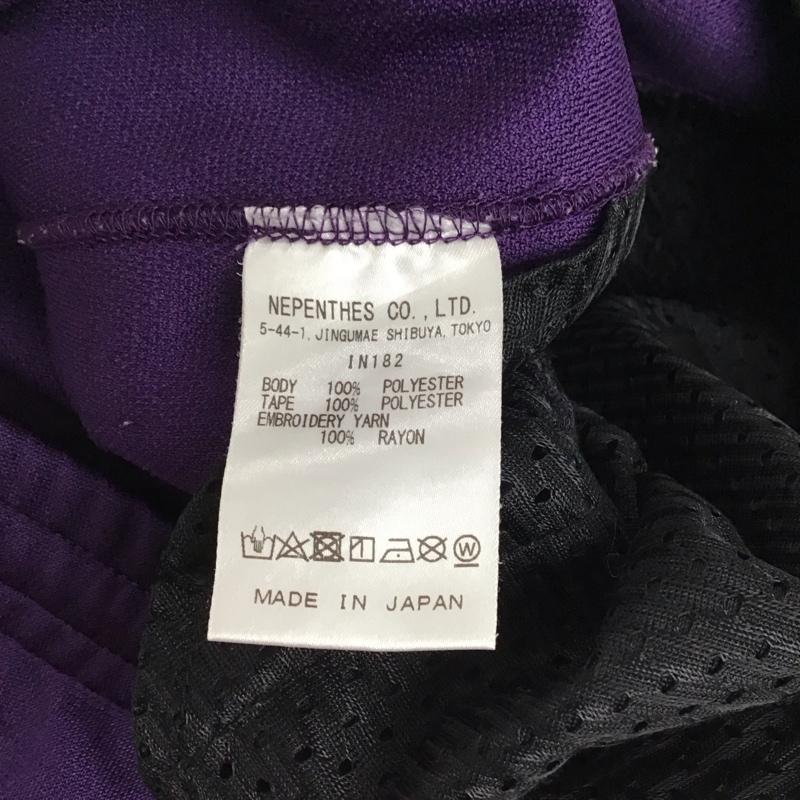 NEPENTHES CO.,LTD.
5-44-1, JINGUMAE SHIBUYA, TOKYO
IN182
BODY 100% POLYESTER
TAPE 100% POLYESTER
EMBROIDERY YARN
100% RAYON
W
MADE IN JAPAN